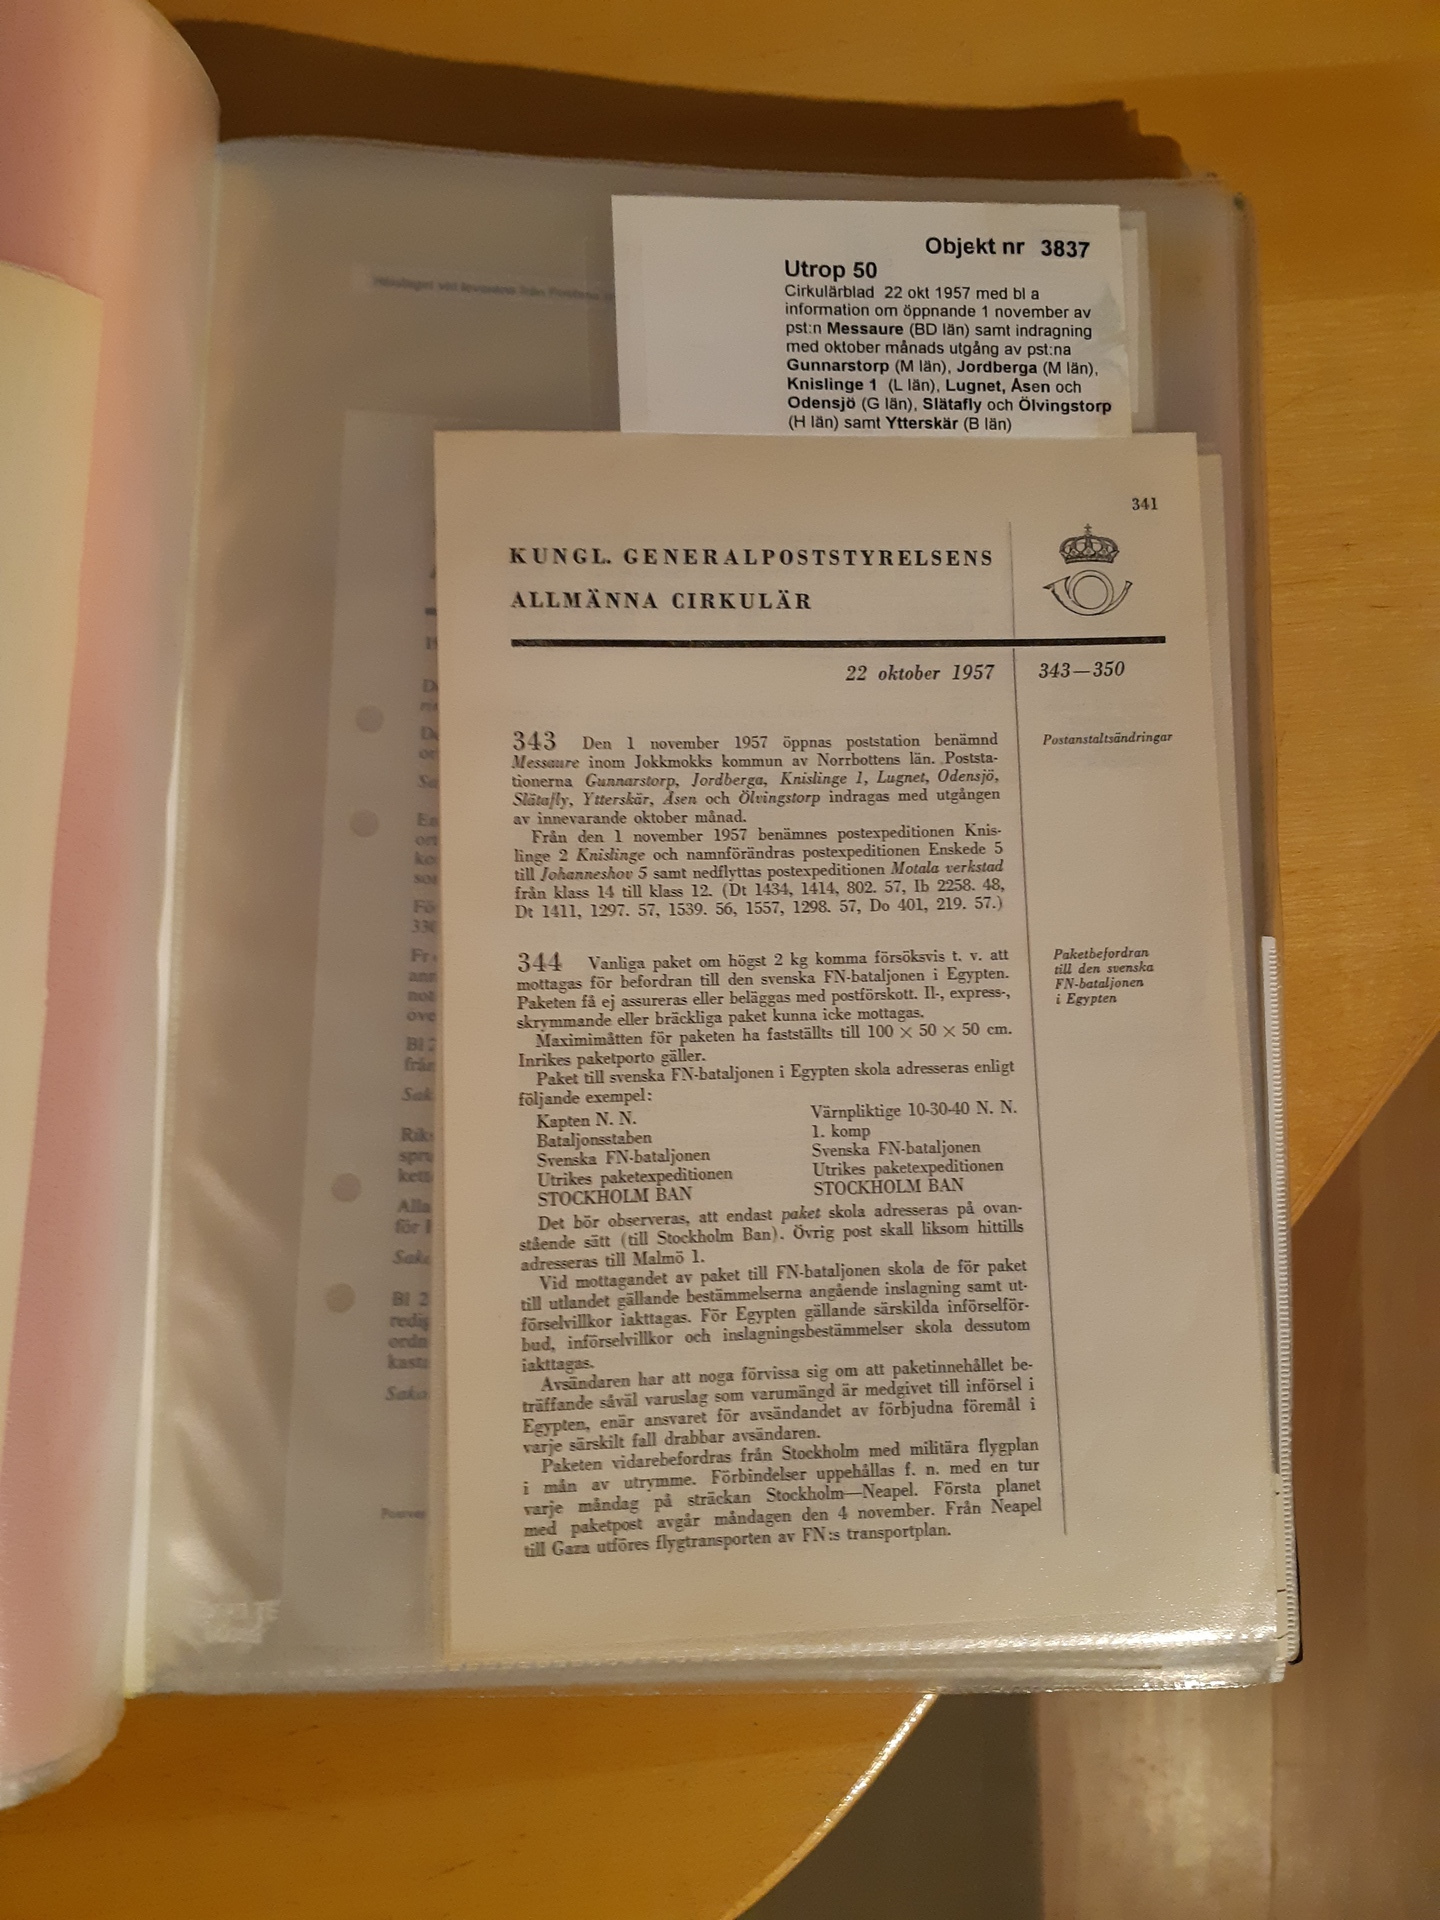 Objekt nr 3837
Utrop 50
Cirkulärblad 22 okt 1957 med bl a
information om öppnande 1 november av
pst:n Messaure (BD län) samt indragning
med oktober månads utgång av pst:na
Gunnarstorp (M län), Jordberga (M län),
Knislinge 1 (L län), Lugnet, Åsen och
Odensjö (G län), Slätafly och Ölvingstorp
(H län) samt Ytterskär (B län)
341
KUNGL. GENERALPOSTSTYRELSENS
ALLMÄNNA CIRKULÄR
22 oktober 1957
343—350
343 Den 1 november 1957 öppnas poststation benämnd
Messaure inom Jokkmokks kommun av Norrbottens län. Poststa-
tionerna Gunnarstorp, Jordberga, Knislinge 1, Lugnet, Odensjö,
Slätafly, Ytterskär, Åsen och Ölvingstorp indragas med utgången
av innevarande oktober månad.
Från den 1 november 1957 benämnes postexpeditionen Knis-
linge 2 Knislinge och namnförändras postexpeditionen Enskede 5
till Johanneshov 5 samt nedflyttas postexpeditionen Motala verkstad
från klass 14 till klass 12. (Dt 1434, 1414, 802. 57, Ib 2258. 48,
Dt 1411, 1297. 57, 1539. 56, 1557, 1298. 57, Do 401, 219. 57.)
Postanstaltsändringar
344 Vanliga paket om högst 2 kg komma försöksvis t. v. att
mottagas för befordran till den svenska FN-bataljonen i Egypten.
Paketen få ej assureras eller beläggas med postförskott. Il-, express-,
skrymmande eller bräckliga paket kunna icke mottagas.
Maximimåtten för paketen ha fastställts till 100 × 50 × 50 cm.
Inrikes paketporto gäller.
Paket till svenska FN-bataljonen i Egypten skola adresseras enligt
följande exempel:
Paketbefordran
till den svenska
FN-bataljonen
i Egypten
Kapten N. N.
Bataljonsstaben
Svenska FN-bataljonen
Utrikes paketexpeditionen
STOCKHOLM BAN
Värnpliktige 10-30-40 N. N.
1. komp
Svenska FN-bataljonen
Utrikes paketexpeditionen
STOCKHOLM BAN
Det bör observeras, att endast paket skola adresseras på ovan-
stående sätt (till Stockholm Ban). Övrig post skall liksom hittills
adresseras till Malmö 1.
Vid mottagandet av paket till FN-bataljonen skola de för paket
till utlandet gällande bestämmelserna angående inslagning samt ut-
förselvillkor iakttagas. För Egypten gällande särskilda införselför-
bud, införselvillkor och inslagningsbestämmelser skola dessutom
iakttagas.
Avsändaren har att noga förvissa sig om att paketinnehållet be-
träffande såväl varuslag som varumängd är medgivet till införsel i
Egypten, enär ansvaret för avsändandet av förbjudna föremål i
varje särskilt fall drabbar avsändaren.
Paketen vidarebefordras från Stockholm med militära flygplan
i mån av utrymme. Förbindelser uppehållas f. n. med en tur
varje måndag på sträckan Stockholm—Neapel. Första planet
med paketpost avgår måndagen den 4 november. Från Neapel
till Gaza utföres flygtransporten av FN:s transportplan.